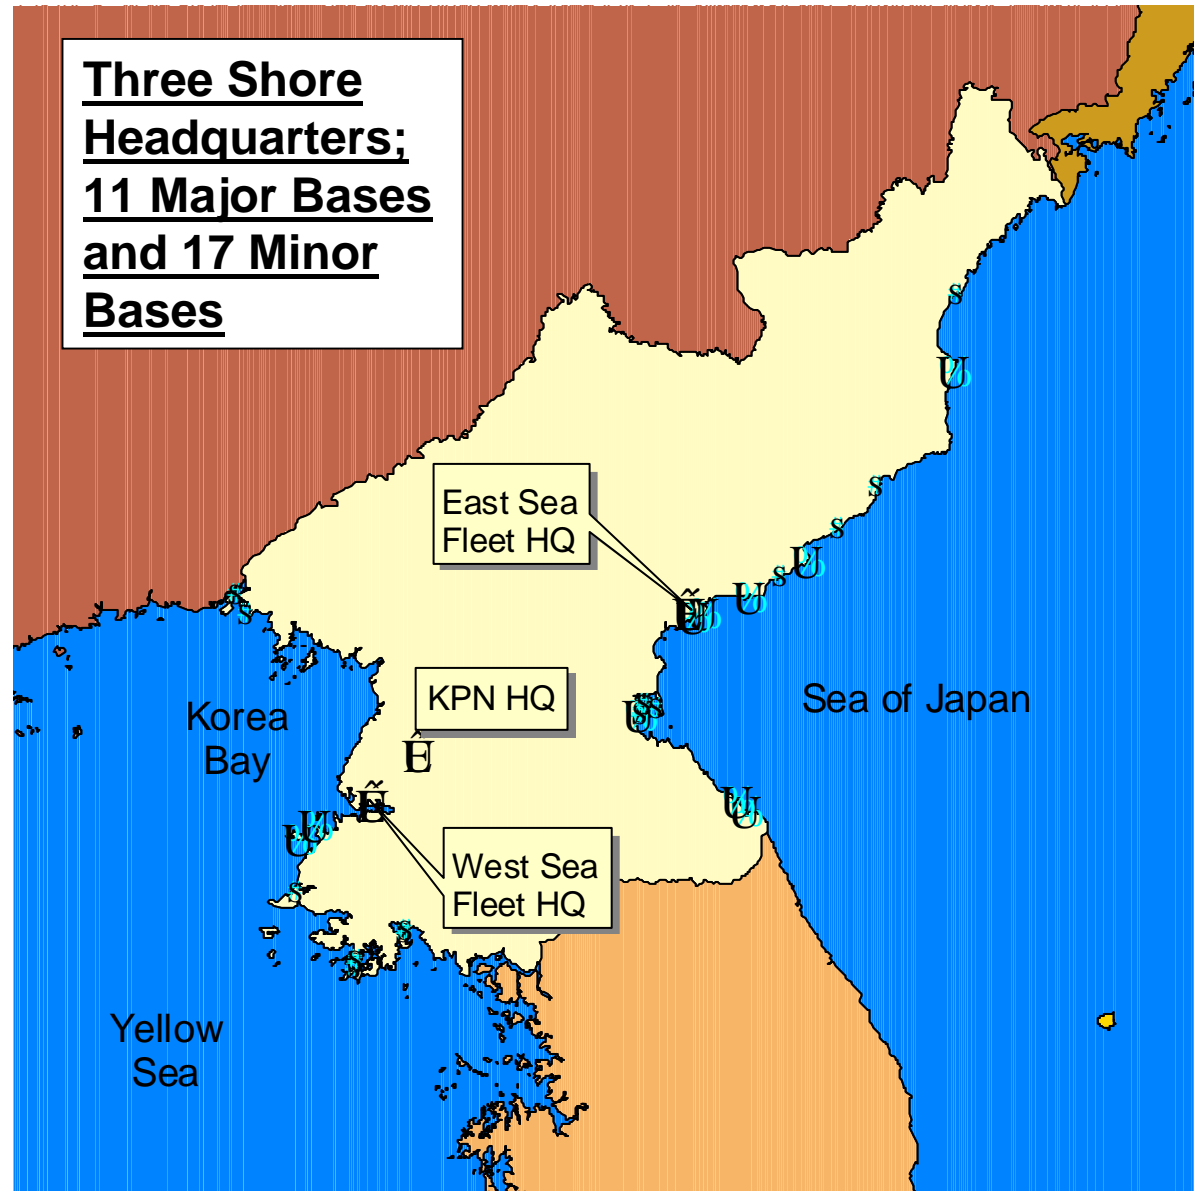 Three Shore
Headquarters;
11 Major Bases
and 17 Minor
Bases
East Sea
Fleet HQ
KPN HQ
Korea
Bay
Sea of Japan
West Sea
Fleet HQ
Yellow
Sea